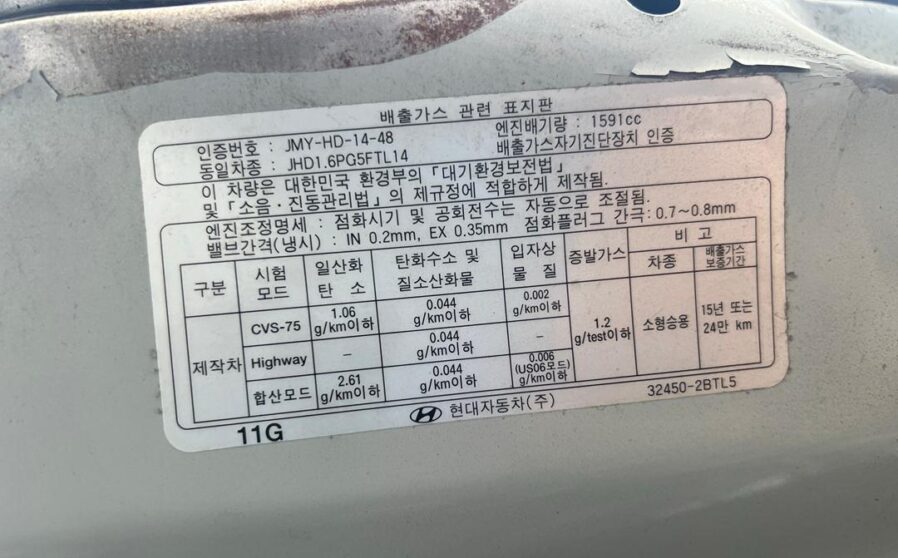 배출가스 관련 표지판
인증번호 : JMY-HD-14-48 엔진배기량 : 1591cc
동일차종 : JHD1.6PG5FTL14 배출가스자기진단장치 인증
이 차량은 대한민국 환경부의 「대기환경보전법」
및 「소음·진동관리법」의 제규정에 적합하게 제작됨.
엔진조정명세 : 점화시기 및 공회전수는 자동으로 조절됨.
밸브간격(냉시) : IN 0.2mm, EX 0.35mm 점화플러그 간극:0.7~0.8mm
구분 시험 모드 일산화 탄소 탄화수소 및 질소산화물 입자상 물질 증발가스 비고
차종 배출가스 보증기간
제작차 CVS-75 1.06 g/km이하 0.044 g/km이하 0.002 g/km이하 1.2 g/test이하 소형승용 15년 또는 24만 km
Highway – 0.044 g/km이하 –
합산모드 2.61 g/km이하 0.044 g/km이하 0.006 (US06모드) g/km이하
11G 현대자동차(주) 32450-2BTL5